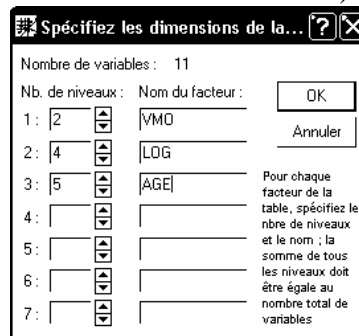 Spécifiez les dimensions de la...
Nombre de variables : 11
Nb. de niveaux : Nom du facteur :
OK
1 : 2 VMO
Annuler
2 : 4 LOG
3 : 5 AGE
4 :
5 :
6 :
7 :
Pour chaque
facteur de la
table, spécifiez le
nbre de niveaux
et le nom ; la
somme de tous
les niveaux doit
être égale au
nombre total de
variables